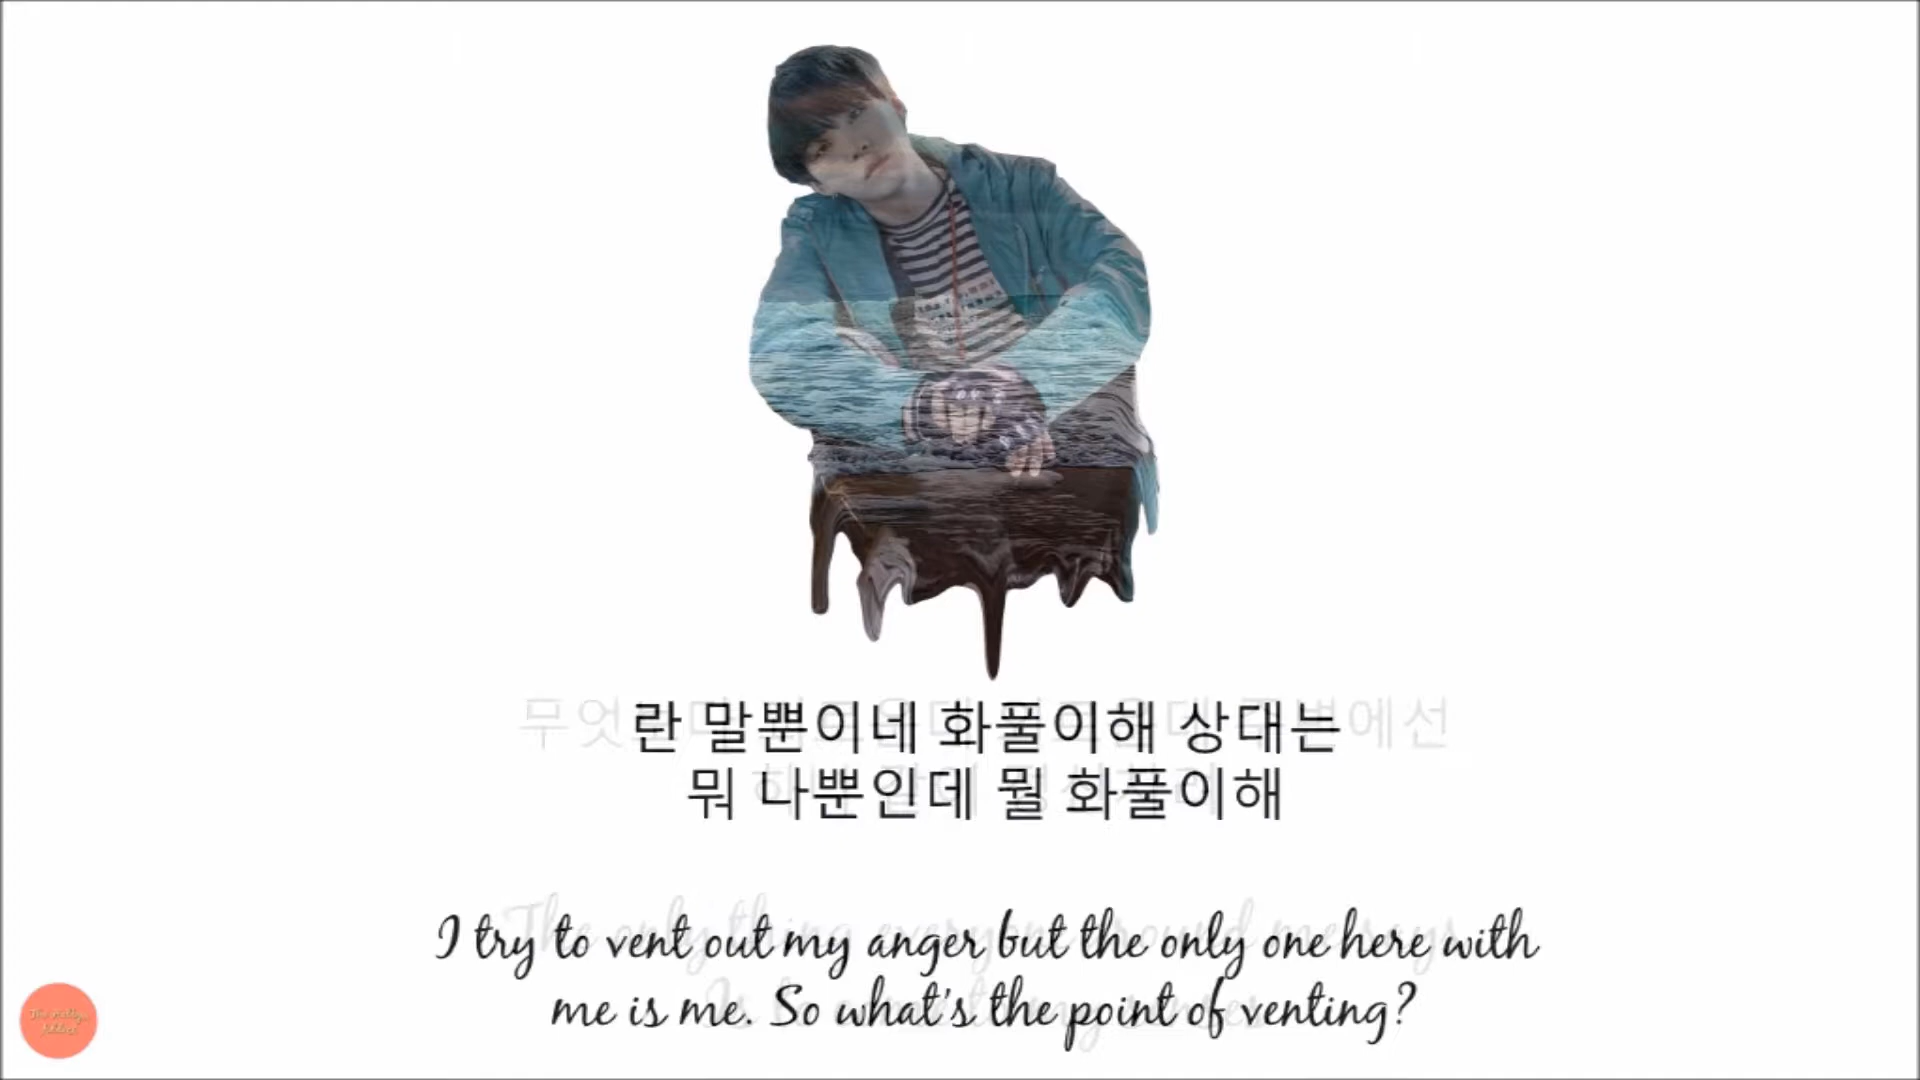 란 말뿐이네 화풀이해 상대는
뭐 나뿐인데 뭘 화풀이해
I try to vent out my anger but the only one here with
me is me. So what's the point of venting?